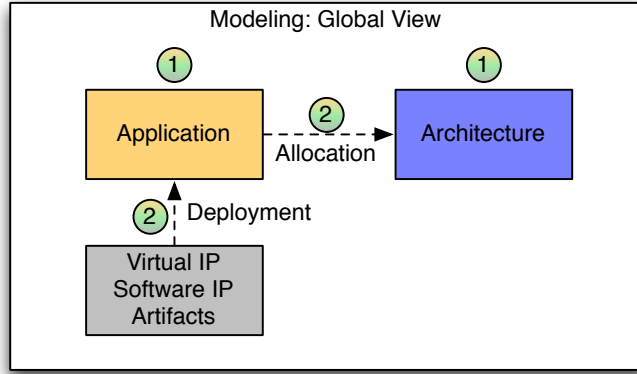 Modeling: Global View
1
1
Application
2
Architecture
Allocation
2
Deployment
Virtual IP
Software IP
Artifacts